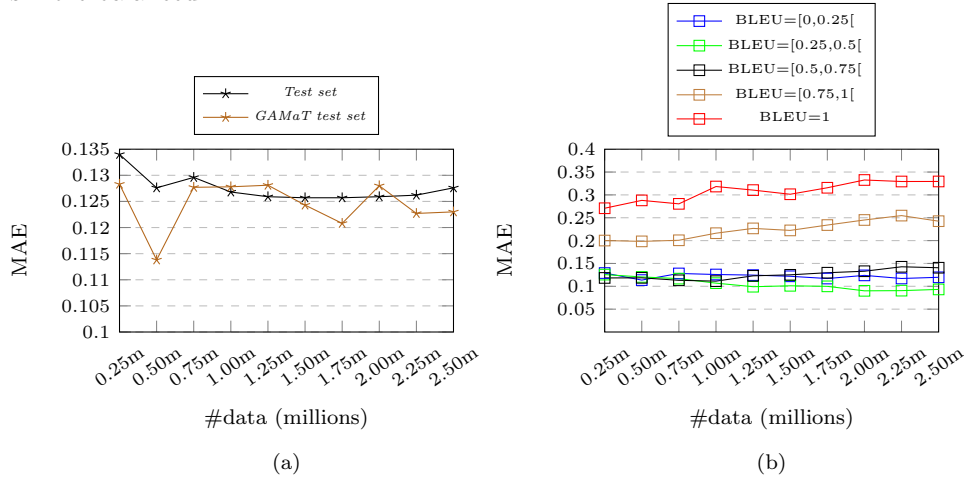 Test set
GAMaT test set
0.135
0.13
0.125
0.12
0.115
0.11
0.105
0.1
MAE
0.25m
0.50m
0.75m
1.00m
1.25m
1.50m
1.75m
2.00m
2.25m
2.50m
#data (millions)
(a)
BLEU=[0,0.25[
BLEU=[0.25,0.5[
BLEU=[0.5,0.75[
BLEU=[0.75,1[
BLEU=1
0.4
0.35
0.3
0.25
0.2
0.15
0.1
0.05
MAE
0.25m
0.50m
0.75m
1.00m
1.25m
1.50m
1.75m
2.00m
2.25m
2.50m
#data (millions)
(b)